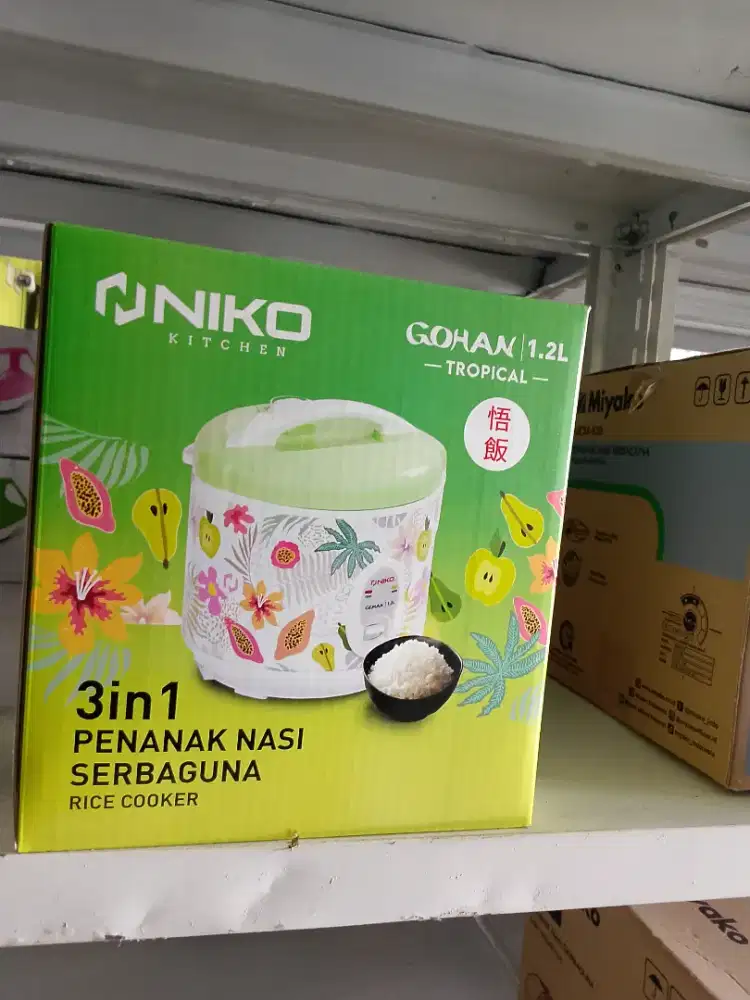 NIKO
KITCHEN
GOHAN | 1.2L
— TROPICAL —
悟
飯
NIKO
GOHAN | 1.2L
3in1
PENANAK NASI
SERBAGUNA
RICE COOKER
Miyako